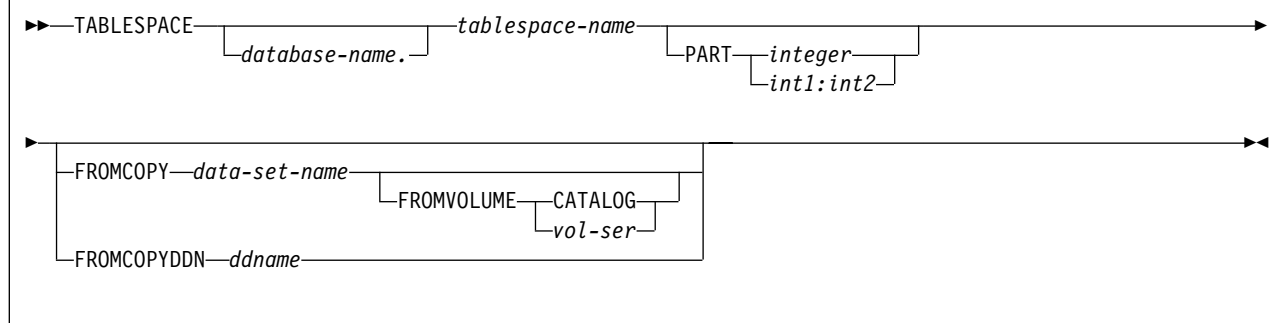 TABLESPACE tablespace-name
database-name. PART integer
int1:int2
FROMCOPY data-set-name
FROMVOLUME CATALOG
vol-ser
FROMCOPYDDN ddname